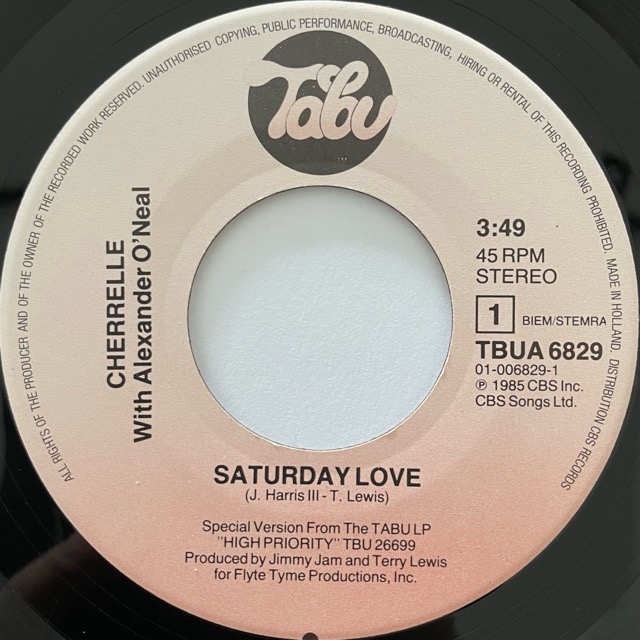 ALL RIGHTS OF THE PRODUCER AND OF THE OWNER OF THE RECORDED WORK RESERVED. UNAUTHORISED COPYING, PUBLIC PERFORMANCE, BROADCASTING, HIRING OR RENTAL OF THIS RECORDING PROHIBITED. MADE IN HOLLAND. DISTRIBUTION CBS RECORDS
Tabu
CHERRELLE
With Alexander O'Neal
3:49
45 RPM
STEREO
1 BIEM/STEMRA
TBUA 6829
01-006829-1
℗ 1985 CBS Inc.
CBS Songs Ltd.
SATURDAY LOVE
(J. Harris III - T. Lewis)
Special Version From The TABU LP
"HIGH PRIORITY" TBU 26699
Produced by Jimmy Jam and Terry Lewis
for Flyte Tyme Productions, Inc.